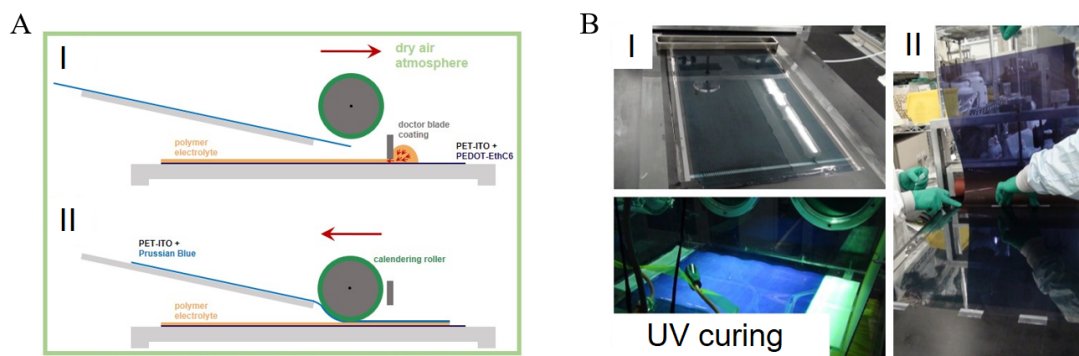 A
I
dry air
atmosphere
doctor blade
coating
polymer
electrolyte
PET-ITO +
PEDOT-EthC6
II
PET-ITO +
Prussian Blue
calendering roller
polymer
electrolyte
B
I
II
UV curing